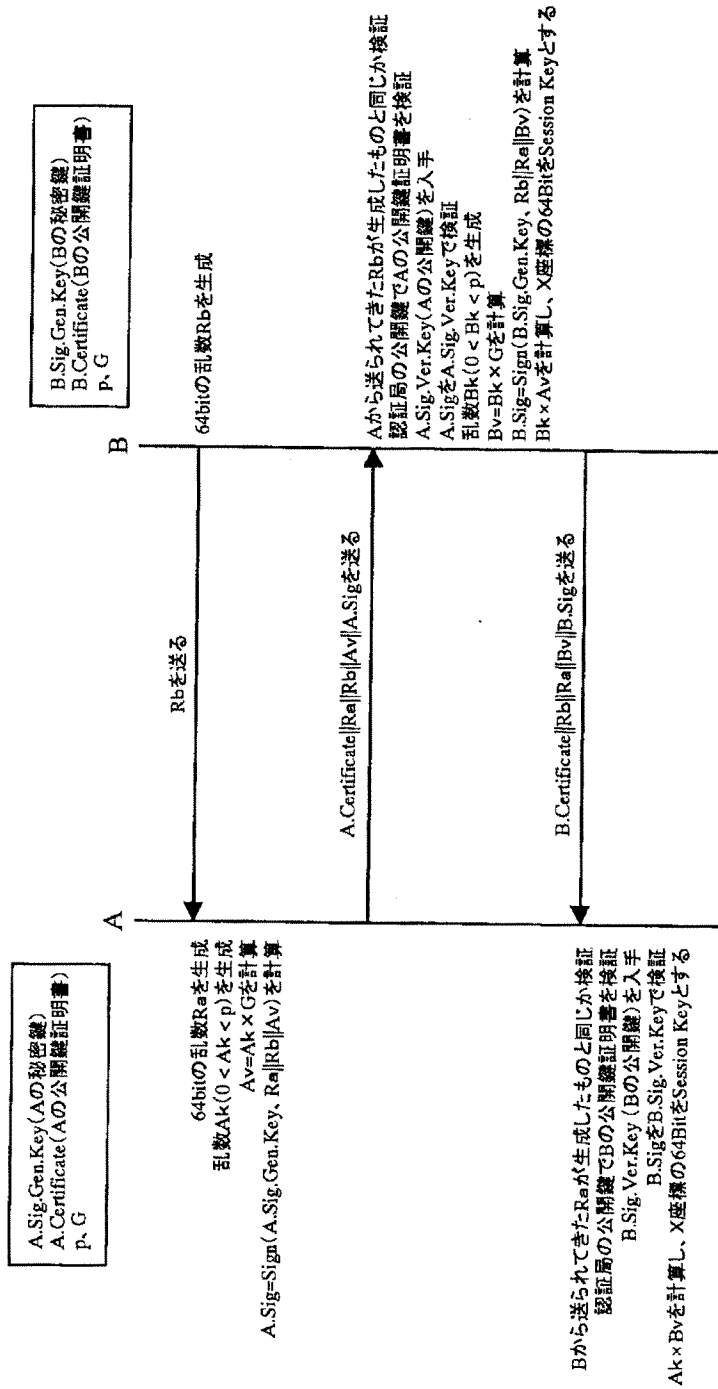 A.Sig.Gen.Key(Aの秘密鍵)
A.Certificate(Aの公開鍵証明書)
p、G
B.Sig.Gen.Key(Bの秘密鍵)
B.Certificate(Bの公開鍵証明書)
p、G
A
B
64bitの乱数Rbを生成
Rbを送る
64bitの乱数Raを生成
乱数Ak(0<Ak<p)を生成
Av=Ak×Gを計算
A.Sig=Sign(A.Sig.Gen.Key、Ra||Rb||Av)を計算
A.Certificate||Ra||Rb||Av||A.Sigを送る
Aから送られてきたRbが生成したものと同じか検証
認証局の公開鍵でAの公開鍵証明書を検証
A.Sig.Ver.Key(Aの公開鍵)を入手
A.SigをA.Sig.Ver.Keyで検証
乱数Bk(0<Bk<p)を生成
Bv=Bk×Gを計算
B.Sig=Sign(B.Sig.Gen.Key、Rb||Ra||Bv)を計算
Bk×Avを計算し、X座標の64BitをSession Keyとする
B.Certificate||Rb||Ra||Bv||B.Sigを送る
Bから送られてきたRaが生成したものと同じか検証
認証局の公開鍵でBの公開鍵証明書を検証
B.Sig.Ver.Key (Bの公開鍵)を入手
B.SigをB.Sig.Ver.Keyで検証
Ak×Bvを計算し、X座標の64BitをSession Keyとする